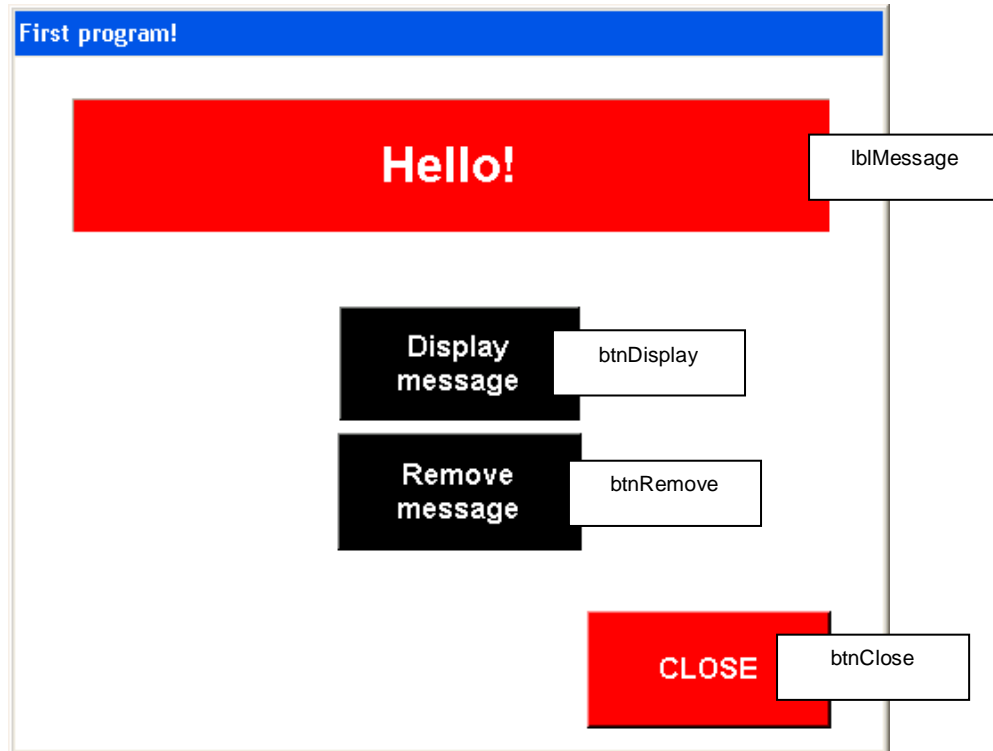 First program!
Hello!
lblMessage
Display
message
btnDisplay
Remove
message
btnRemove
CLOSE
btnClose